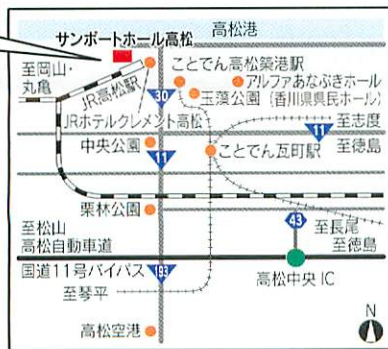 高松港
サンポートホール高松
至岡山・
丸亀
JR高松駅
ことでん高松築港駅
アルファあなぶきホール
玉藻公園
(香川県県民ホール)
30
JRホテルクレメント高松
至志度
11
中央公園
11
ことでん瓦町駅
至徳島
栗林公園
43
至松山
至長尾
高松自動車道
至徳島
国道11号バイパス
193
高松中央IC
至琴平
高松空港
N